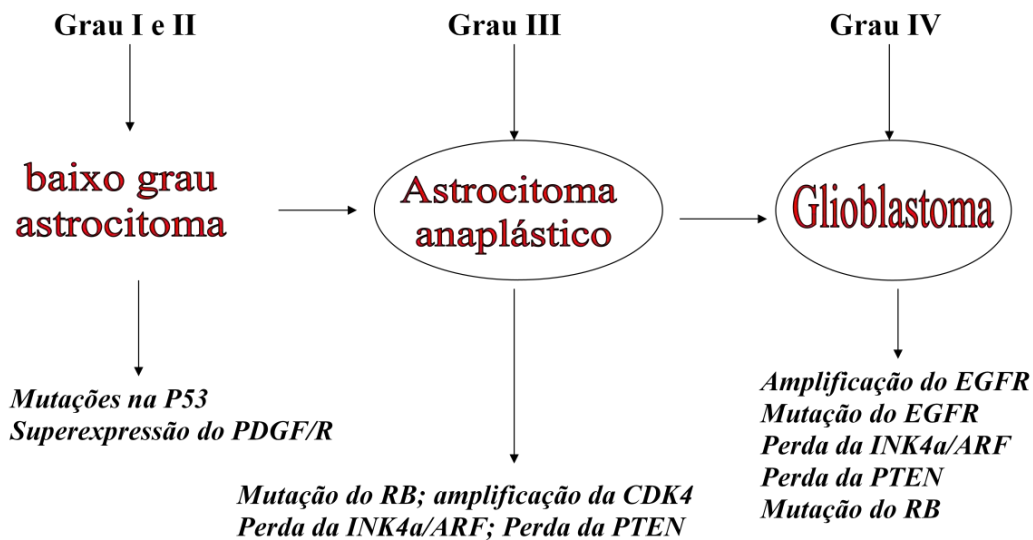 Grau I e II
Grau III
Grau IV
baixo grau
astrocitoma
Astrocitoma
anaplástico
Glioblastoma
Mutações na P53
Superexpressão do PDGF/R
Mutação do RB; amplificação da CDK4
Perda da INK4a/ARF; Perda da PTEN
Amplificação do EGFR
Mutação do EGFR
Perda da INK4a/ARF
Perda da PTEN
Mutação do RB